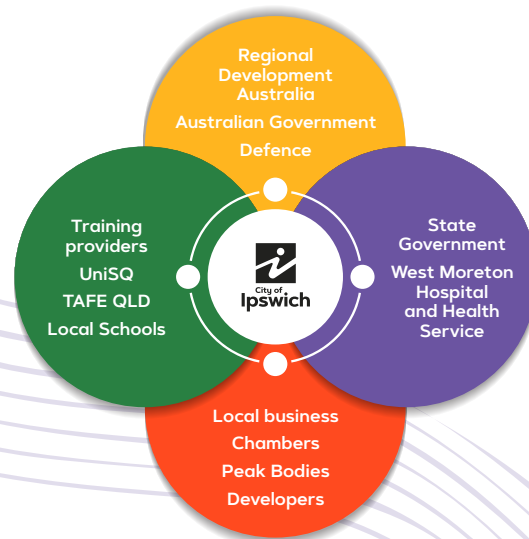 Regional
Development
Australia
Australian Government
Defence
Training
providers
UniSQ
TAFE QLD
Local Schools
City of
Ipswich
State
Government
West Moreton
Hospital
and Health
Service
Local business
Chambers
Peak Bodies
Developers